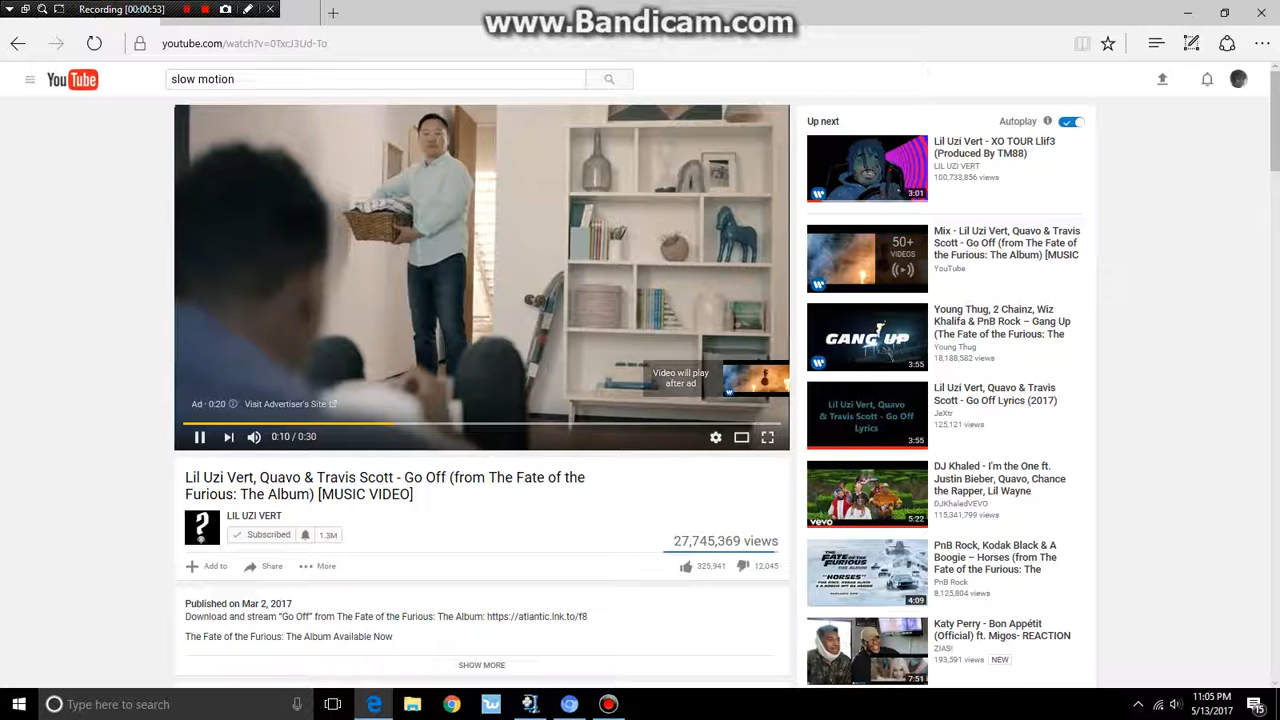 www.Bandicam.com
Recording [00:00:53]
youtube.com/watch?v=0TxcJ3Ud-To
YouTube
slow motion
Up next
Autoplay
Lil Uzi Vert - XO TOUR Llif3
(Produced By TM88)
LIL UZI VERT
100,733,856 views
3:01
Mix - Lil Uzi Vert, Quavo & Travis
Scott - Go Off (from The Fate of
the Furious: The Album) [MUSIC
YouTube
50+
VIDEOS
Young Thug, 2 Chainz, Wiz
Khalifa & PnB Rock – Gang Up
(The Fate of the Furious: The
Young Thug
18,188,582 views
GANG UP
3:55
Lil Uzi Vert, Quavo & Travis
Scott - Go Off Lyrics (2017)
JeXtr
125,121 views
Lil Uzi Vert, Quavo
& Travis Scott - Go Off
Lyrics
3:55
DJ Khaled - I'm the One ft.
Justin Bieber, Quavo, Chance
the Rapper, Lil Wayne
DJKhaledVEVO
115,341,799 views
vevo
5:22
PnB Rock, Kodak Black & A
Boogie – Horses (from The
Fate of the Furious: The
PnB Rock
8,125,804 views
"HORSES"
4:09
Katy Perry - Bon Appétit
(Official) ft. Migos- REACTION
ZIAS!
193,591 views NEW
7:51
Video will play
after ad
Ad · 0:20
Visit Advertiser's Site
0:10 / 0:30
Lil Uzi Vert, Quavo & Travis Scott - Go Off (from The Fate of the
Furious: The Album) [MUSIC VIDEO]
LIL UZI VERT
Subscribed 1.3M
27,745,369 views
Add to Share More
325,941 12,045
Published on Mar 2, 2017
Download and stream "Go Off" from The Fate of the Furious: The Album: https://atlantic.lnk.to/f8
The Fate of the Furious: The Album Available Now
SHOW MORE
Type here to search
11:05 PM
5/13/2017